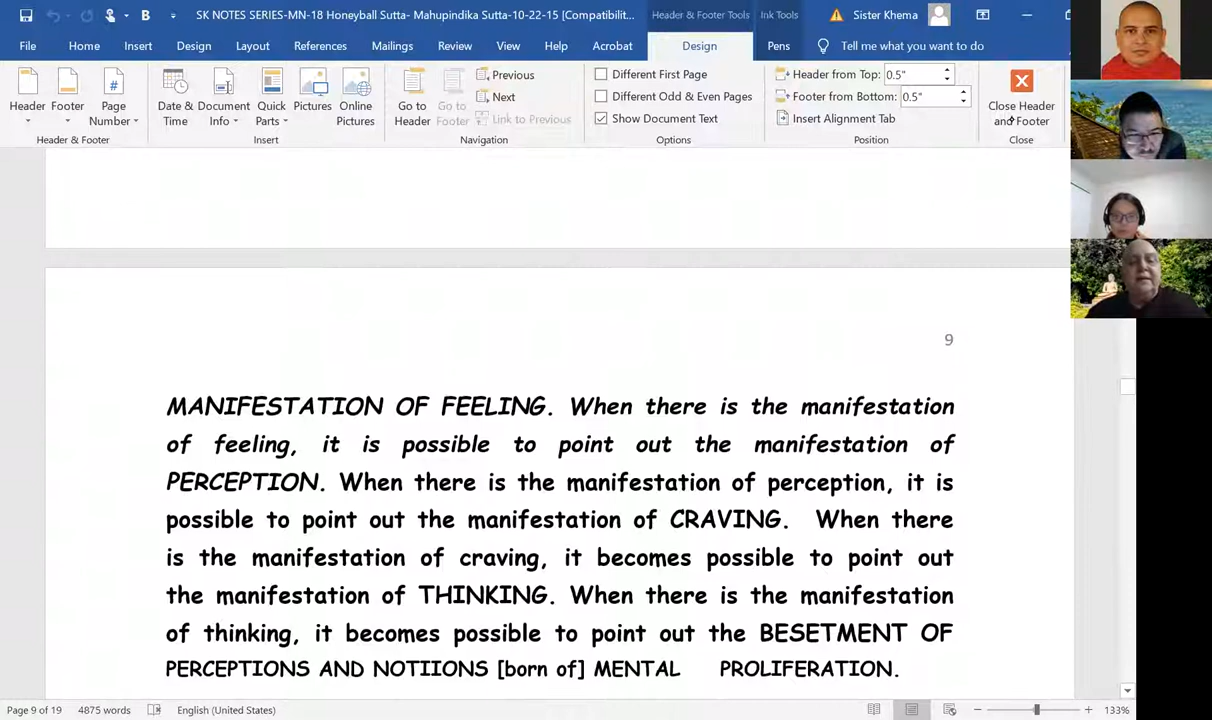 SK NOTES SERIES-MN-18 Honeyball Sutta- Mahupindika Sutta-10-22-15 [Compatibilit...
Header & Footer Tools
Ink Tools
Sister Khema
File Home Insert Design Layout References Mailings Review View Help Acrobat Design Pens Tell me what you want to do
Header
Footer
Page
Number
Header & Footer
Date &
Time
Document
Info
Quick
Parts
Pictures
Online
Pictures
Insert
Go to
Header
Go to
Footer
Previous
Next
Link to Previous
Navigation
Different First Page
Different Odd & Even Pages
Show Document Text
Options
Header from Top: 0.5"
Footer from Bottom: 0.5"
Insert Alignment Tab
Position
Close Header
and Footer
Close
9
MANIFESTATION OF FEELING. When there is the manifestation
of feeling, it is possible to point out the manifestation of
PERCEPTION. When there is the manifestation of perception, it is
possible to point out the manifestation of CRAVING. When there
is the manifestation of craving, it becomes possible to point out
the manifestation of THINKING. When there is the manifestation
of thinking, it becomes possible to point out the BESETMENT OF
PERCEPTIONS AND NOTIIONS [born of] MENTAL PROLIFERATION.
Page 9 of 19 4875 words English (United States) 133%